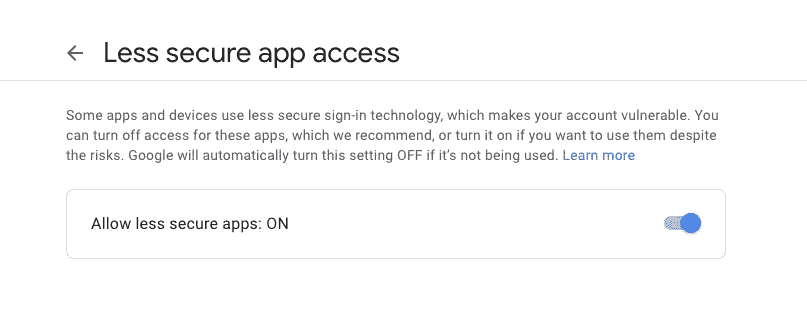 Less secure app access
Some apps and devices use less secure sign-in technology, which makes your account vulnerable. You
can turn off access for these apps, which we recommend, or turn it on if you want to use them despite
the risks. Google will automatically turn this setting OFF if it’s not being used. Learn more
Allow less secure apps: ON